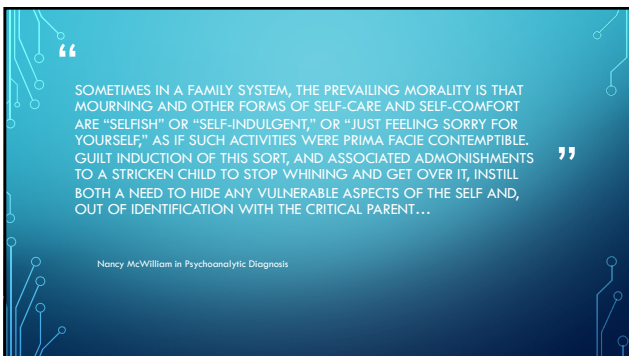 “
SOMETIMES IN A FAMILY SYSTEM, THE PREVAILING MORALITY IS THAT
MOURNING AND OTHER FORMS OF SELF-CARE AND SELF-COMFORT
ARE “SELFISH” OR “SELF-INDULGENT,” OR “JUST FEELING SORRY FOR
YOURSELF,” AS IF SUCH ACTIVITIES WERE PRIMA FACIE CONTEMPTIBLE.
GUILT INDUCTION OF THIS SORT, AND ASSOCIATED ADMONISHMENTS
TO A STRICKEN CHILD TO STOP WHINING AND GET OVER IT, INSTILL
BOTH A NEED TO HIDE ANY VULNERABLE ASPECTS OF THE SELF AND,
OUT OF IDENTIFICATION WITH THE CRITICAL PARENT…
”
Nancy McWilliam in Psychoanalytic Diagnosis